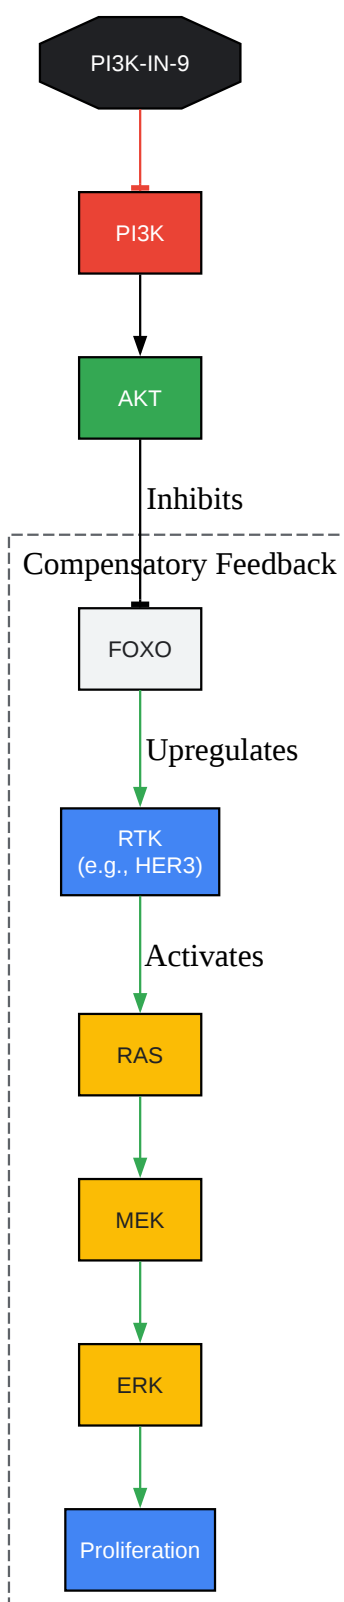 PI3K-IN-9
PI3K
AKT
Inhibits
Compensatory Feedback
FOXO
Upregulates
RTK
(e.g., HER3)
Activates
RAS
MEK
ERK
Proliferation